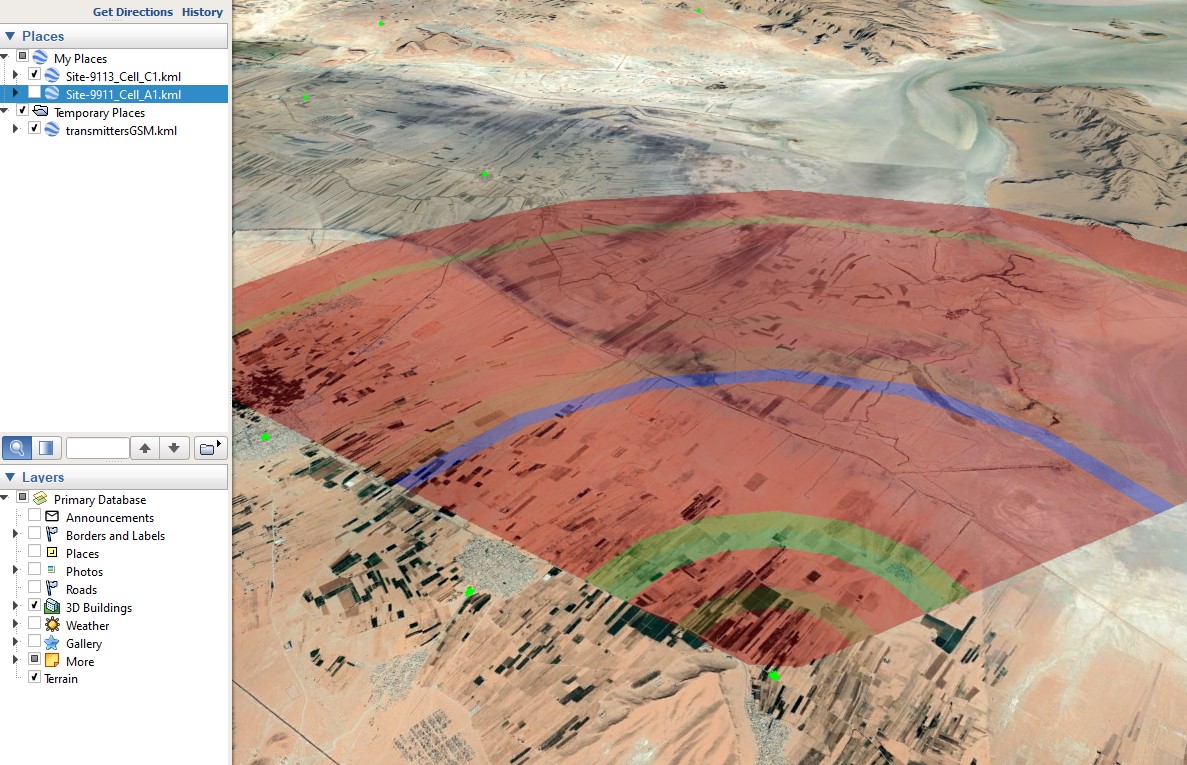 Get Directions History
Places
My Places
Site-9113_Cell_C1.kml
Site-9911_Cell_A1.kml
Temporary Places
transmittersGSM.kml
Layers
Primary Database
Announcements
Borders and Labels
Places
Photos
Roads
3D Buildings
Weather
Gallery
More
Terrain